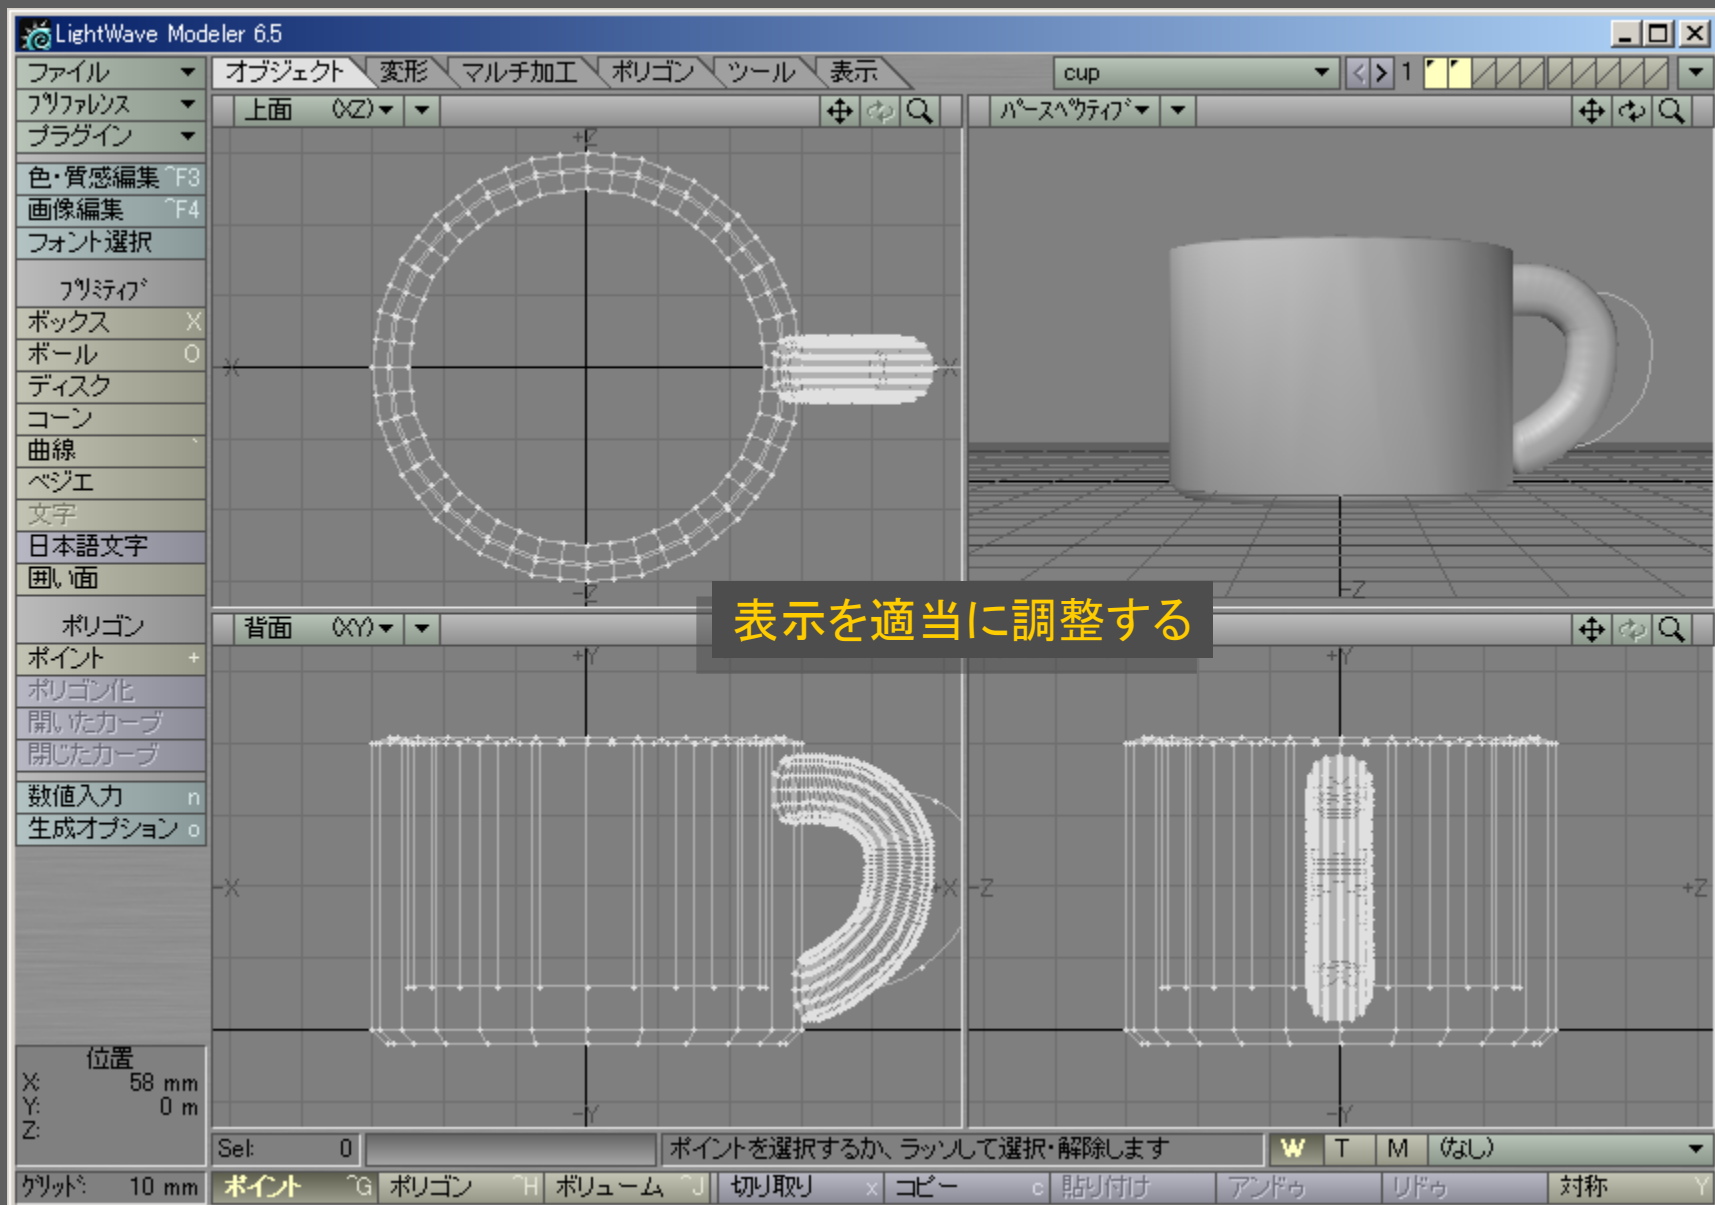 LightWave Modeler 6.5
ファイル
オブジェクト 変形 マルチ加工 ポリゴン ツール 表示
cup
1
プリファレンス
プラグイン
上面 (XZ)
パースペクティブ
色・質感編集 ^F3
画像編集 ^F4
フォント選択
プリミティブ
ボックス X
ボール O
ディスク
コーン
曲線 `
ベジエ
文字
日本語文字
囲い面
ポリゴン
ポイント +
ポリゴン化
開いたカーブ
閉じたカーブ
数値入力 n
生成オプション o
+Z
-X
+X
-Z
-Z
表示を適当に調整する
背面 (XY)
+Y
-X
+X
-Y
+Y
-Z
+Z
-Y
位置
X: 58 mm
Y: 0 m
Z:
Sel: 0
ポイントを選択するか、ラッソして選択・解除します
W T M (なし)
グリッド: 10 mm
ポイント ^G ポリゴン ^H ボリューム ^J 切り取り x コピー c 貼り付け アンドゥ リドゥ 対称 Y